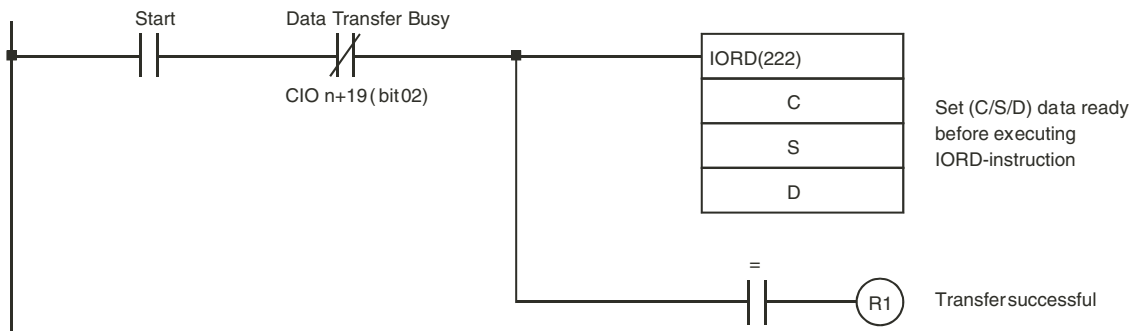 Start
Data Transfer Busy
CIO n+19 (bit 02)
IORD(222)
C
S
D
Set (C/S/D) data ready
before executing
IORD-instruction
=
R1
Transfer successful